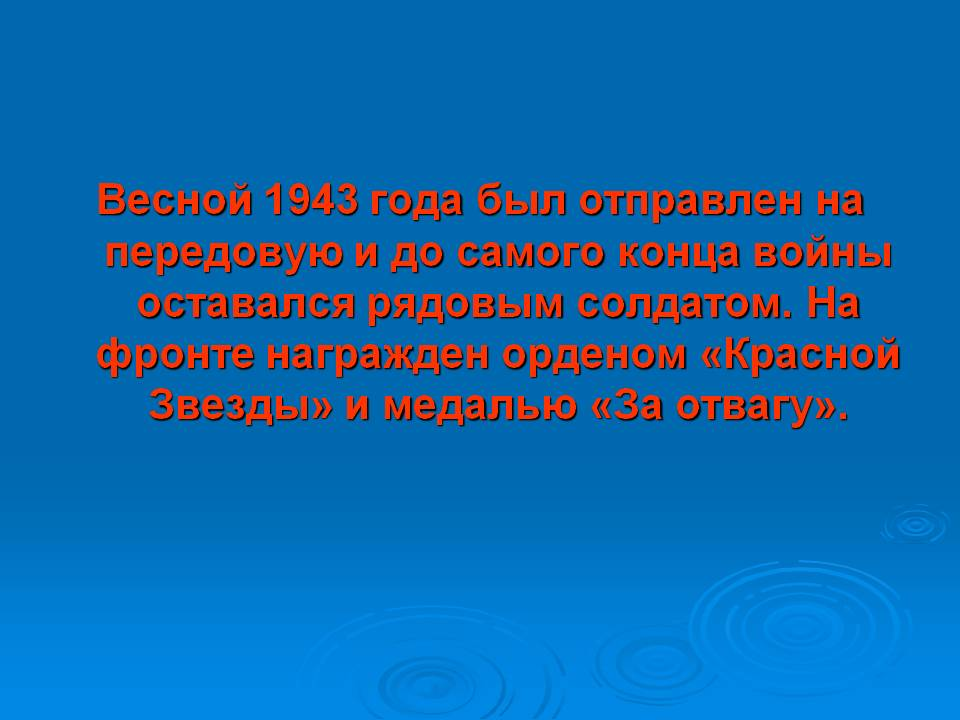 Весной 1943 года был отправлен на
передовую и до самого конца войны
оставался рядовым солдатом. На
фронте награжден орденом «Красной
Звезды» и медалью «За отвагу».